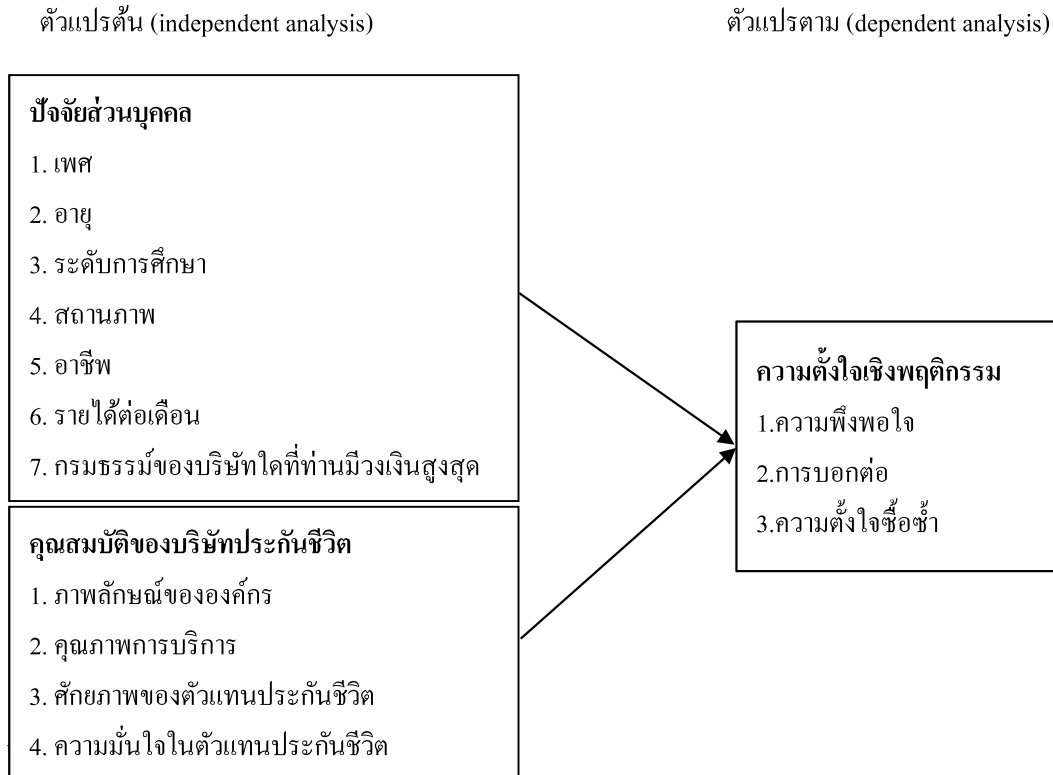 ตัวแปรต้น (independent analysis)
ตัวแปรตาม (dependent analysis)
ปัจจัยส่วนบุคคล
1. เพศ
2. อายุ
3. ระดับการศึกษา
4. สถานภาพ
5. อาชีพ
6. รายได้ต่อเดือน
7. กรมธรรม์ของบริษัทใดที่ท่านมีวงเงินสูงสุด
คุณสมบัติของบริษัทประกันชีวิต
1. ภาพลักษณ์ขององค์กร
2. คุณภาพการบริการ
3. ศักยภาพของตัวแทนประกันชีวิต
4. ความมั่นใจในตัวแทนประกันชีวิต
ความตั้งใจเชิงพฤติกรรม
1.ความพึงพอใจ
2.การบอกต่อ
3.ความตั้งใจซื้อซ้ำ